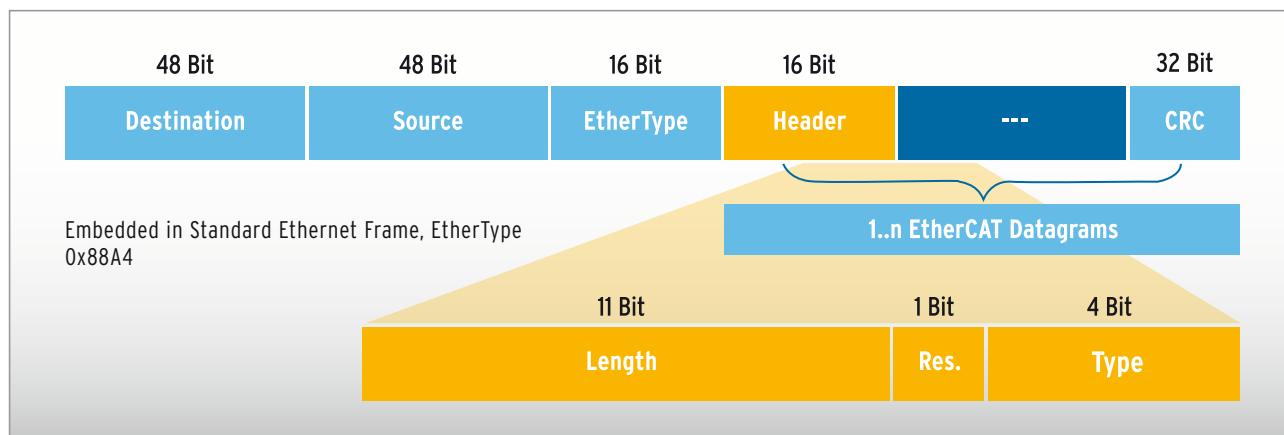 48 Bit 48 Bit 16 Bit 16 Bit 32 Bit
Destination Source EtherType Header --- CRC
Embedded in Standard Ethernet Frame, EtherType
0x88A4
1..n EtherCAT Datagrams
11 Bit 1 Bit 4 Bit
Length Res. Type